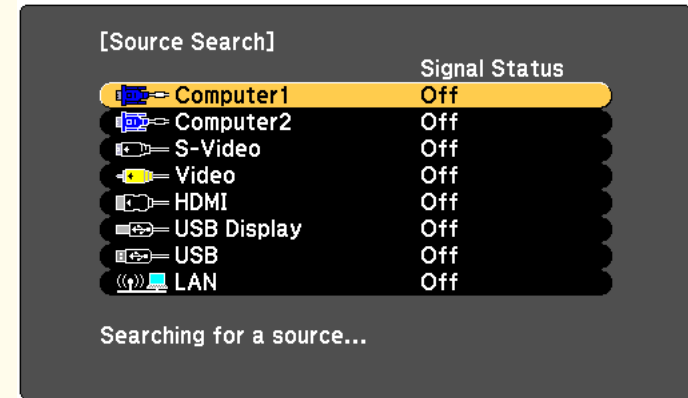 [Source Search]
Signal Status
Computer1 Off
Computer2 Off
S-Video Off
Video Off
HDMI Off
USB Display Off
USB Off
LAN Off
Searching for a source...